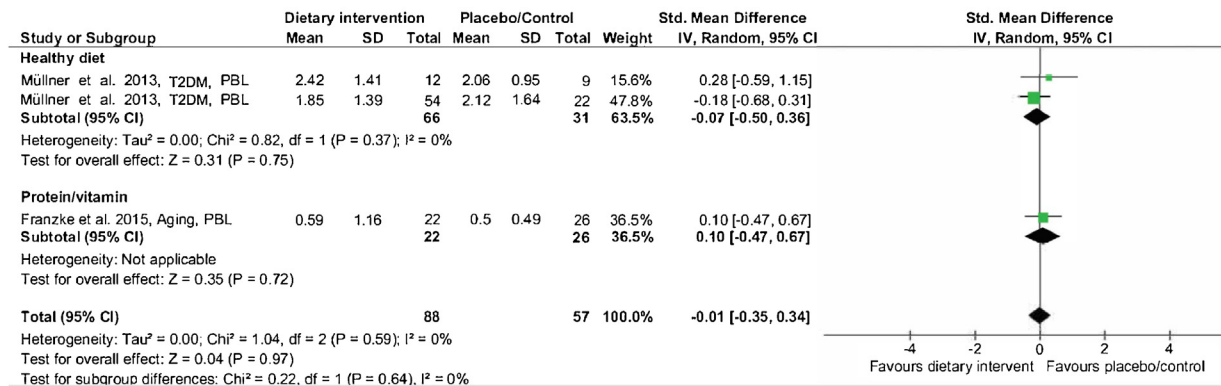 Dietary intervention Placebo/Control Std. Mean Difference Std. Mean Difference
Study or Subgroup Mean SD Total Mean SD Total Weight IV, Random, 95% CI IV, Random, 95% CI
Healthy diet
Müllner et al. 2013, T2DM, PBL 2.42 1.41 12 2.06 0.95 9 15.6% 0.28 [-0.59, 1.15]
Müllner et al. 2013, T2DM, PBL 1.85 1.39 54 2.12 1.64 22 47.8% -0.18 [-0.68, 0.31]
Subtotal (95% CI) 66 31 63.5% -0.07 [-0.50, 0.36]
Heterogeneity: Tau² = 0.00; Chi² = 0.82, df = 1 (P = 0.37); I² = 0%
Test for overall effect: Z = 0.31 (P = 0.75)
Protein/vitamin
Franzke et al. 2015, Aging, PBL 0.59 1.16 22 0.5 0.49 26 36.5% 0.10 [-0.47, 0.67]
Subtotal (95% CI) 22 26 36.5% 0.10 [-0.47, 0.67]
Heterogeneity: Not applicable
Test for overall effect: Z = 0.35 (P = 0.72)
Total (95% CI) 88 57 100.0% -0.01 [-0.35, 0.34]
Heterogeneity: Tau² = 0.00; Chi² = 1.04, df = 2 (P = 0.59); I² = 0%
Test for overall effect: Z = 0.04 (P = 0.97)
Test for subgroup differences: Chi² = 0.22, df = 1 (P = 0.64), I² = 0%
-4 -2 0 2 4
Favours dietary intervent Favours placebo/control